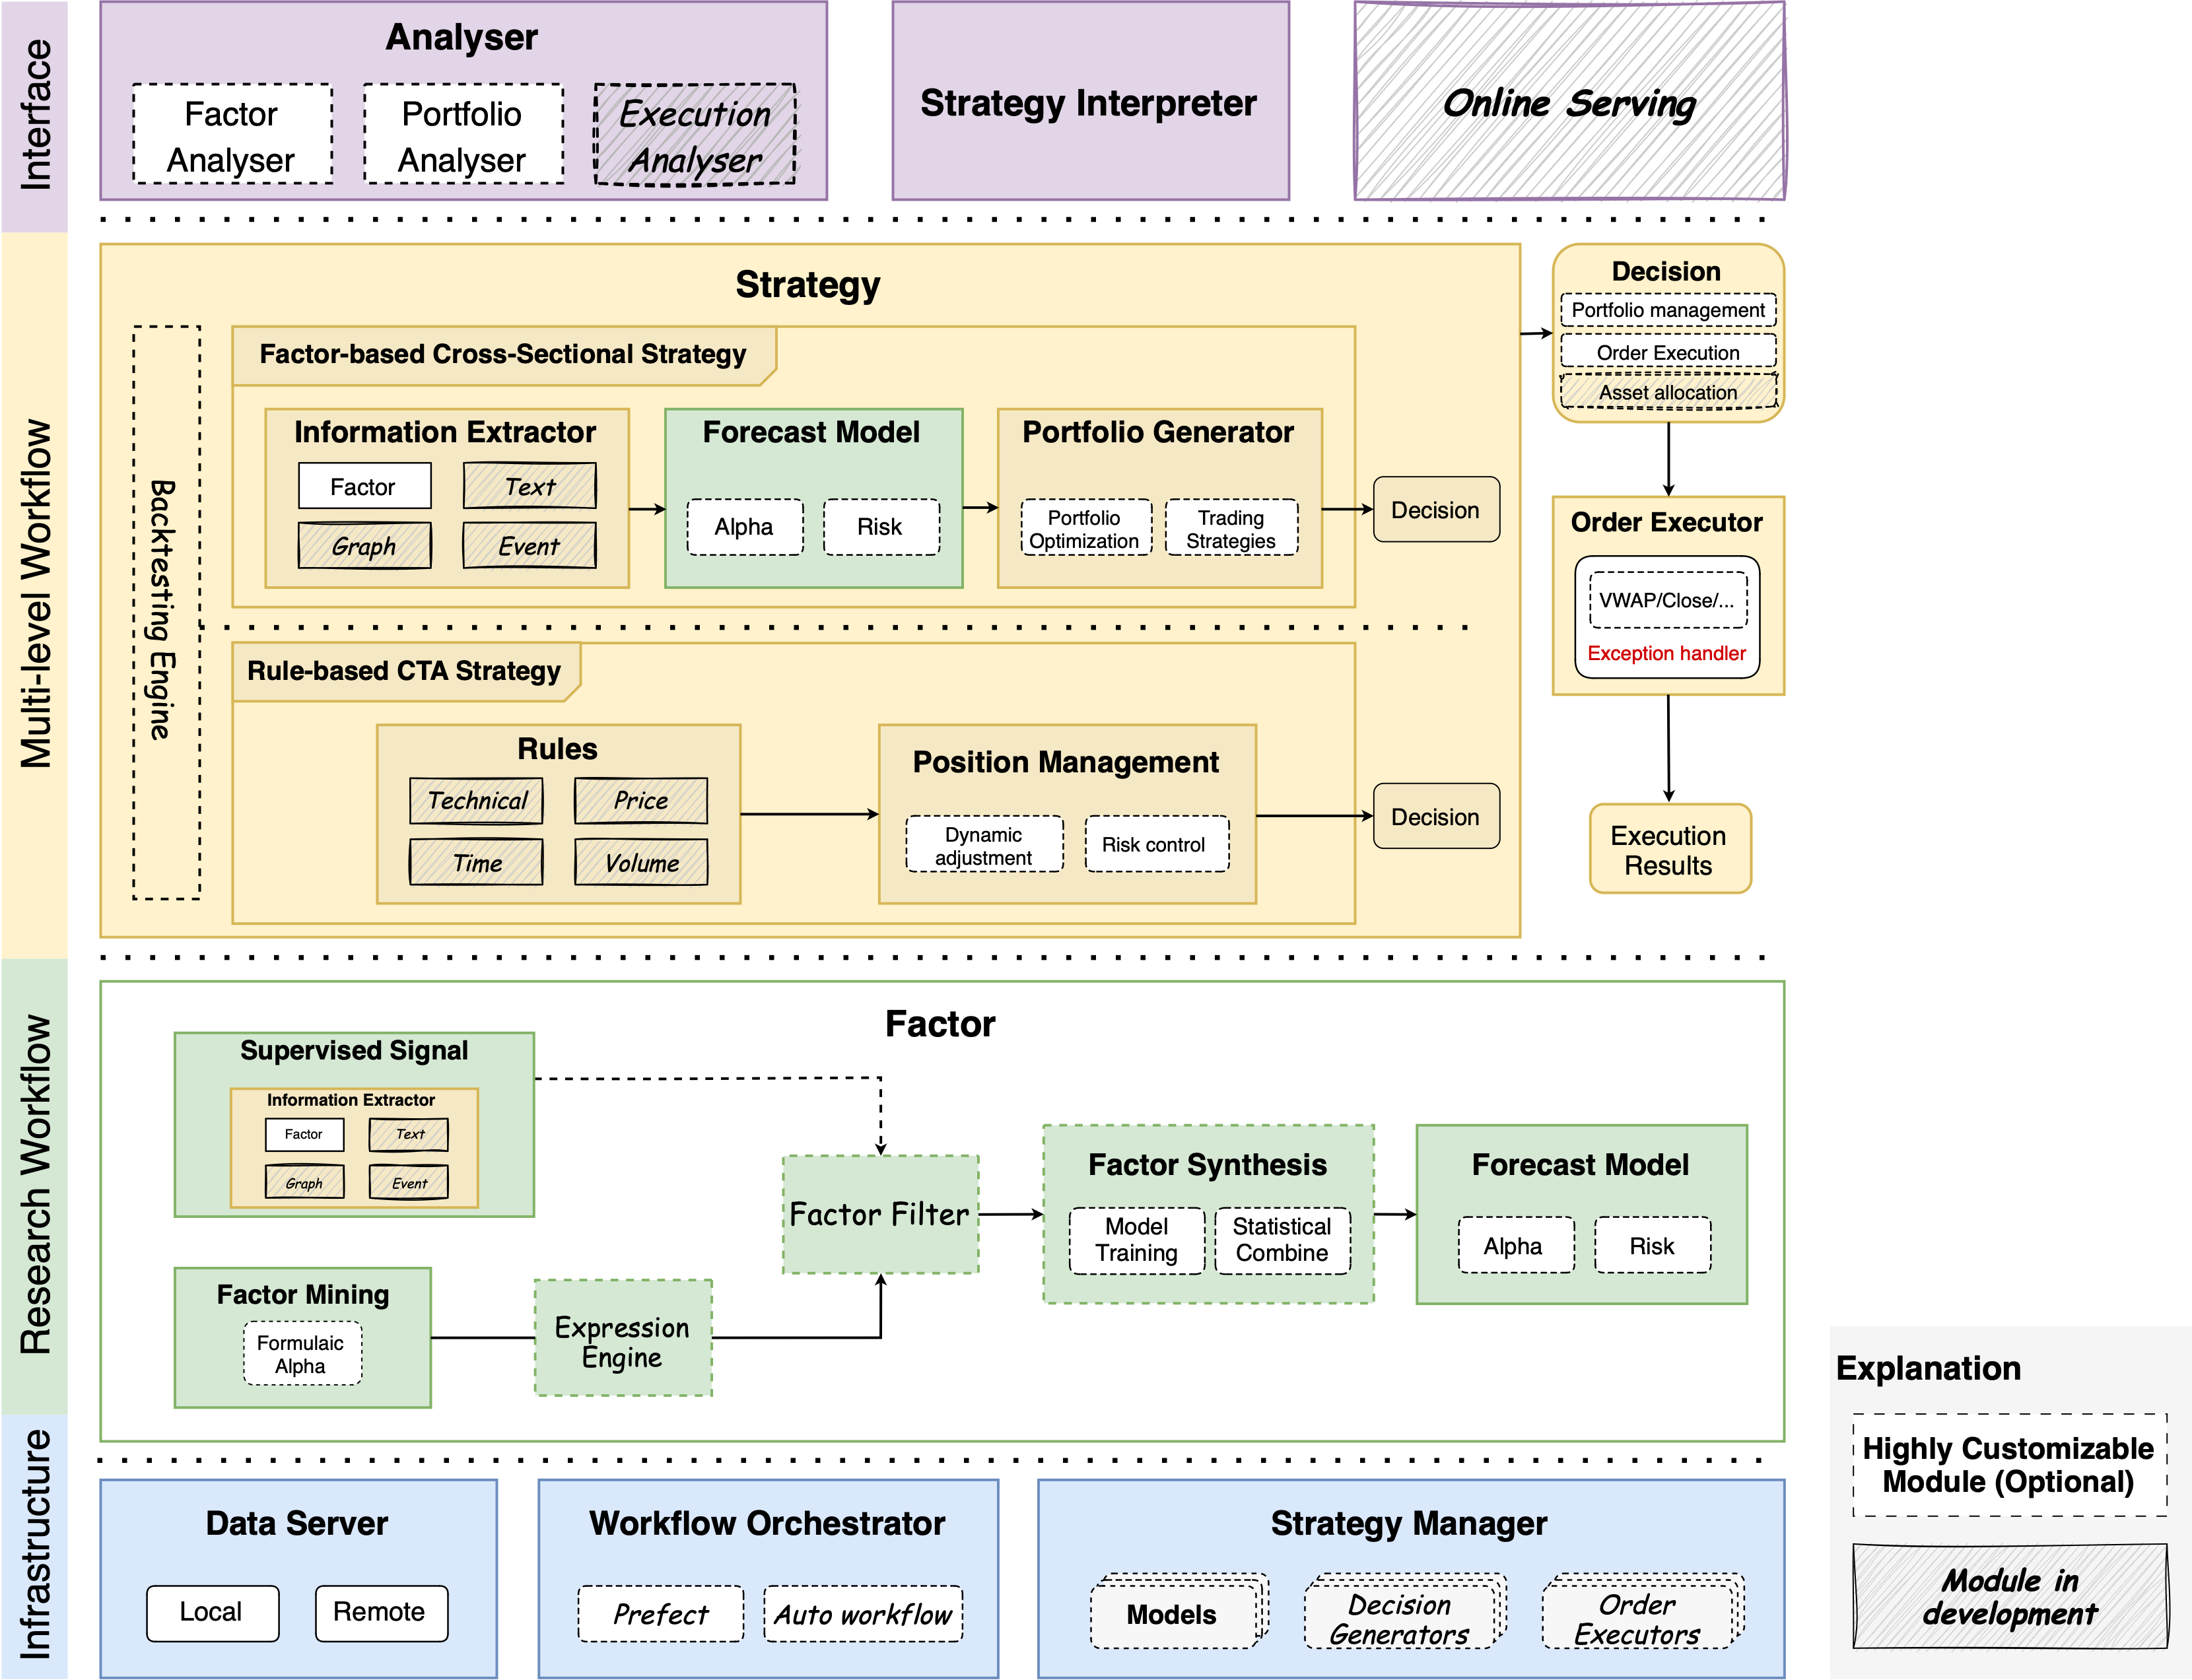 Interface
Analyser
Factor
Analyser
Portfolio
Analyser
Execution
Analyser
Strategy Interpreter
Online Serving
Multi-level Workflow
Strategy
Backtesting Engine
Factor-based Cross-Sectional Strategy
Information Extractor
Factor
Text
Graph
Event
Forecast Model
Alpha
Risk
Portfolio Generator
Portfolio
Optimization
Trading
Strategies
Decision
Rule-based CTA Strategy
Rules
Technical
Price
Time
Volume
Position Management
Dynamic
adjustment
Risk control
Decision
Decision
Portfolio management
Order Execution
Asset allocation
Order Executor
VWAP/Close/...
Exception handler
Execution
Results
Research Workflow
Factor
Supervised Signal
Information Extractor
Factor
Text
Graph
Event
Factor Mining
Formulaic
Alpha
Expression
Engine
Factor Filter
Factor Synthesis
Model
Training
Statistical
Combine
Forecast Model
Alpha
Risk
Infrastructure
Data Server
Local
Remote
Workflow Orchestrator
Prefect
Auto workflow
Strategy Manager
Models
Decision
Generators
Order
Executors
Explanation
Highly Customizable
Module (Optional)
Module in
development